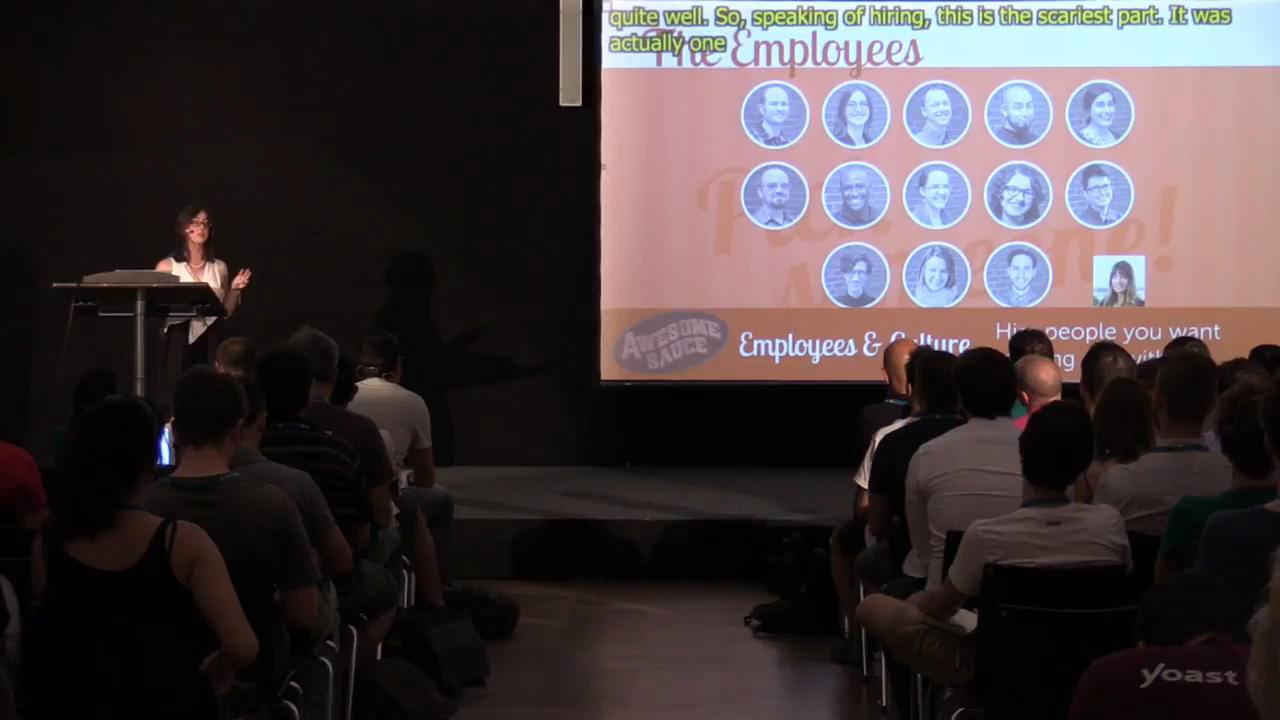 quite well. So, speaking of hiring, this is the scariest part. It was
actually one
The Employees
AWESOME
SAUCE
Employees & Culture
people you want
yoast